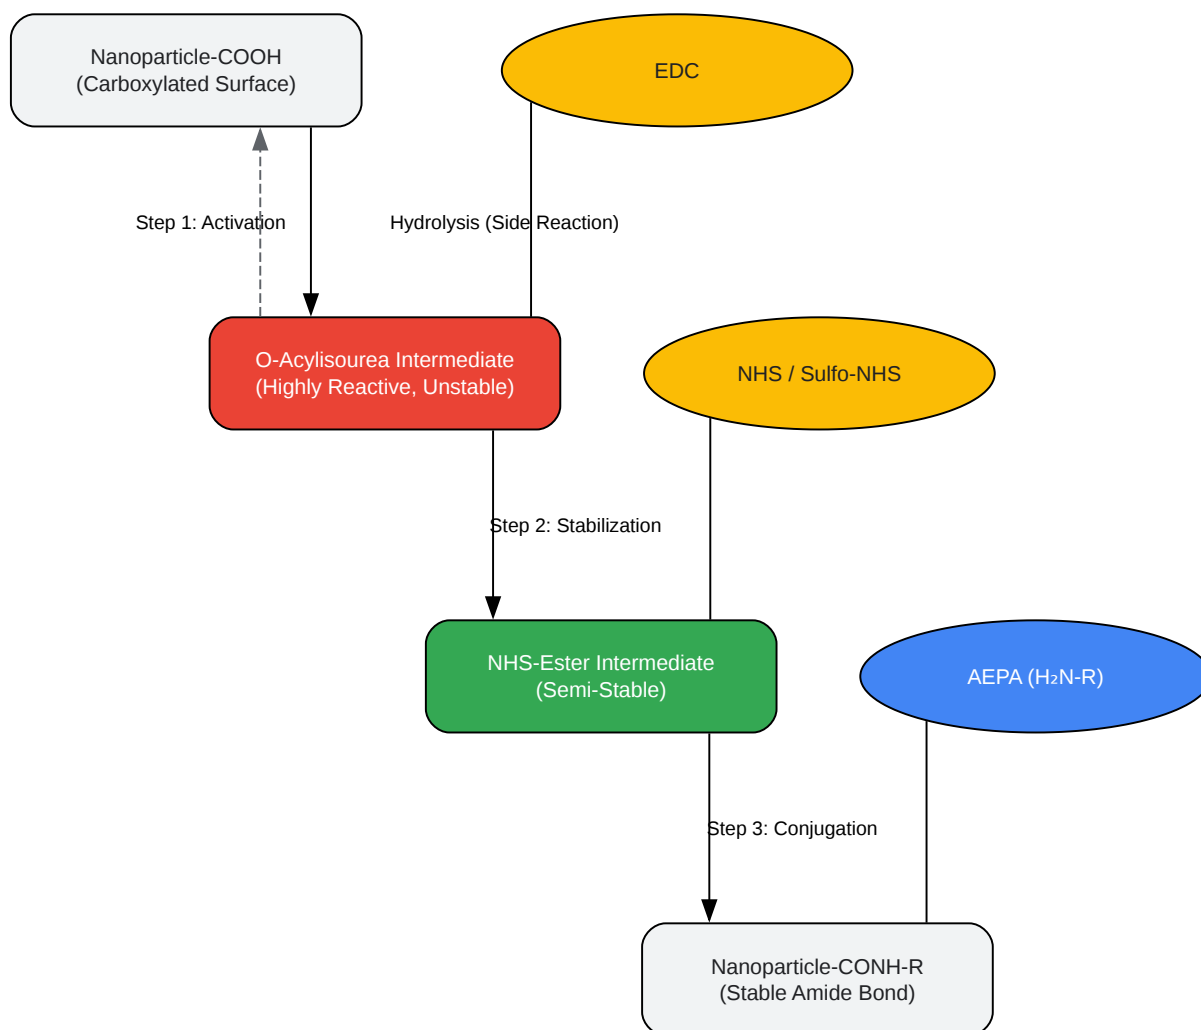 Nanoparticle-COOH
(Carboxylated Surface)
EDC
Step 1: Activation
Hydrolysis (Side Reaction)
O-Acylisourea Intermediate
(Highly Reactive, Unstable)
NHS / Sulfo-NHS
Step 2: Stabilization
NHS-Ester Intermediate
(Semi-Stable)
AEPA (H₂N-R)
Step 3: Conjugation
Nanoparticle-CONH-R
(Stable Amide Bond)